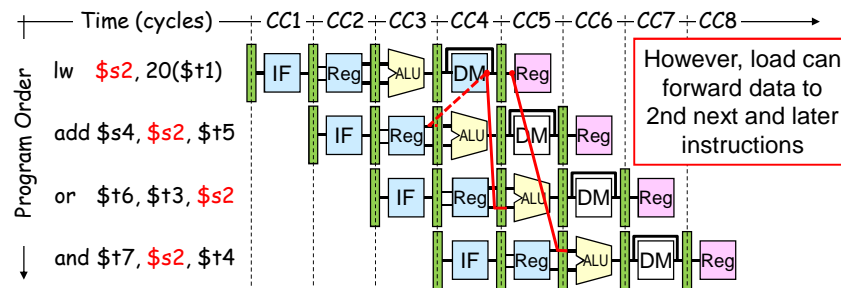 Time (cycles) CC1 CC2 CC3 CC4 CC5 CC6 CC7 CC8
Program Order
lw $s2, 20($t1) IF Reg ALU DM Reg
add $s4, $s2, $t5 IF Reg ALU DM Reg
or $t6, $t3, $s2 IF Reg ALU DM Reg
and $t7, $s2, $t4 IF Reg ALU DM Reg
However, load can
forward data to
2nd next and later
instructions